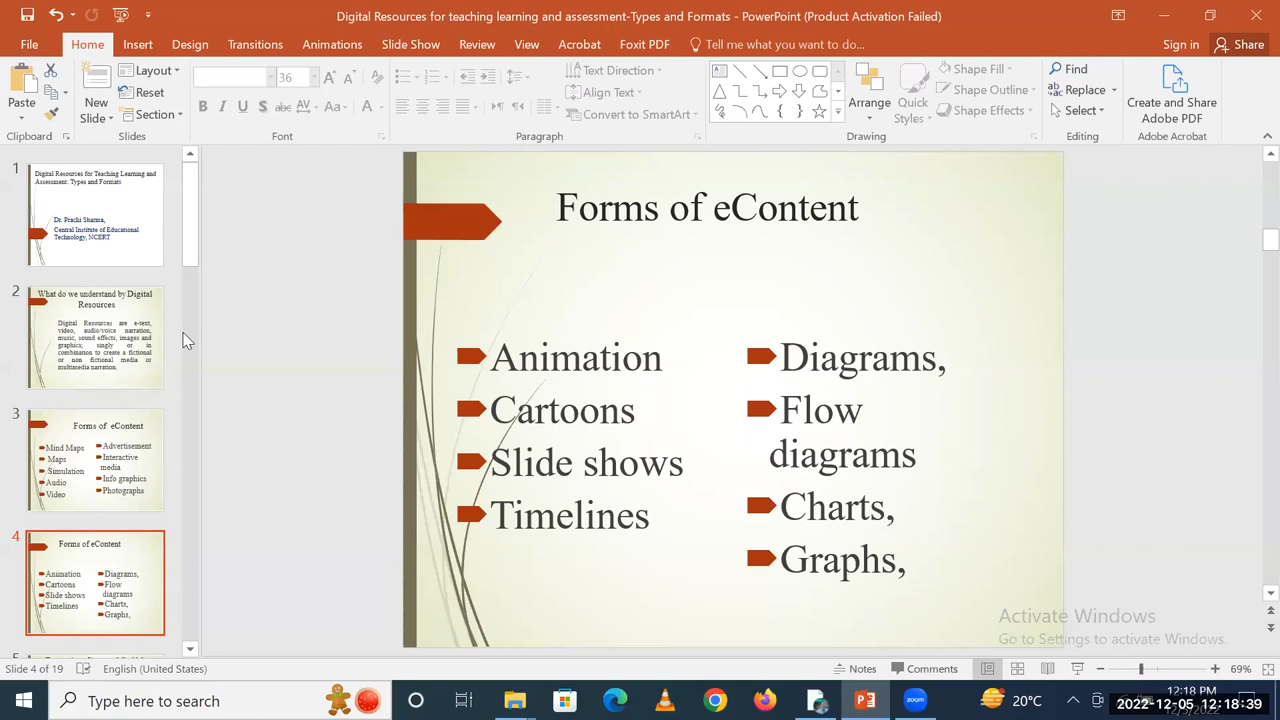 Digital Resources for teaching learning and assessment-Types and Formats - PowerPoint (Product Activation Failed)
File Home Insert Design Transitions Animations Slide Show Review View Acrobat Foxit PDF Tell me what you want to do... Sign in Share
Paste
New Slide
Layout
Reset
Section
36
B I U S abc AV Aa A
Text Direction
Align Text
Convert to SmartArt
Arrange
Quick Styles
Shape Fill
Shape Outline
Shape Effects
Find
Replace
Select
Create and Share
Adobe PDF
Clipboard Slides Font Paragraph Drawing Editing Adobe Acrobat
1
Digital Resources for Teaching Learning and
Assessment: Types and Formats
Dr. Prachi Sharma,
Central Institute of Educational
Technology, NCERT
2
What do we understand by Digital
Resources
Digital Resources are e-text,
video, audio/voice narration,
music, sound effects, images and
graphics; singly or in
combination to create a fictional
or non fictional media or
multimedia narration.
3
Forms of eContent
Mind Maps
Maps
Simulation
Audio
Video
Advertisement
Interactive
media
Info graphics
Photographs
4
Forms of eContent
Animation
Cartoons
Slide shows
Timelines
Diagrams,
Flow
diagrams
Charts,
Graphs,
Forms of eContent
Animation
Cartoons
Slide shows
Timelines
Diagrams,
Flow
diagrams
Charts,
Graphs,
Activate Windows
Go to Settings to activate Windows.
Slide 4 of 19 English (United States) Notes Comments 69%
Type here to search
zoom
20°C
12:18 PM
2022-12-05 12:18:39